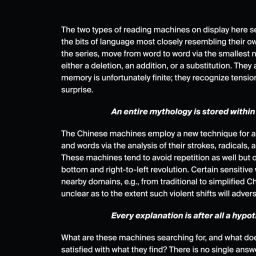 The two types of reading machines on display here se
the bits of language most closely resembling their ow
the series, move from word to word via the smallest n
either a deletion, an addition, or a substitution. They a
memory is unfortunately finite; they recognize tension
surprise.
An entire mythology is stored within
The Chinese machines employ a new technique for a
and words via the analysis of their strokes, radicals, a
These machines tend to avoid repetition as well but o
bottom and right-to-left revolution. Certain sensitive
nearby domains, e.g., from traditional to simplified Ch
unclear as to the extent such violent shifts will advers
Every explanation is after all a hypot
What are these machines searching for, and what doe
satisfied with what they find? There is no single answe